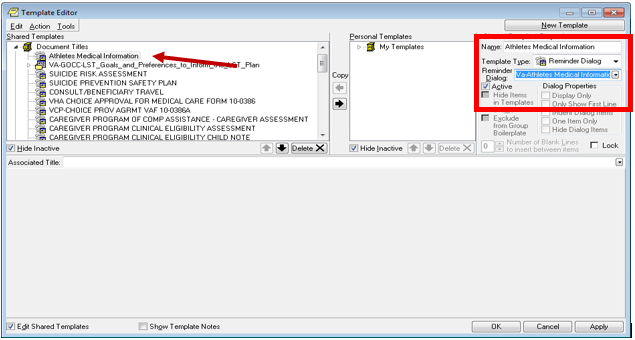 Template Editor
Edit Action Tools
New Template
Shared Templates
Document Titles
Athletes Medical Information
VA-GOCC-LST_Goals_and_Preferences_to_Inform
LST_Plan
SUICIDE RISK ASSESSMENT
SUICIDE PREVENTION SAFETY PLAN
CONSULT/BENEFICIARY TRAVEL
VHA CHOICE APPROVAL FOR MEDICAL CARE FORM 10-0386
VCP-CHOICE PROV AGRMT VAF 10-0386A
CAREGIVER PROGRAM OF COMP ASSISTANCE - CAREGIVER ASSESSMENT
CAREGIVER PROGRAM CLINICAL ELIGIBILITY ASSESSMENT
CAREGIVER PROGRAM CLINICAL ELIGIBILITY CHILD NOTE
Hide Inactive
Delete
Copy
Personal Templates
My Templates
Hide Inactive
Delete
Name: Athletes Medical Information
Template Type: Reminder Dialog
Reminder Dialog: Va-Athletes Medical Informatic
Active
Hide Items in Templates
Dialog Properties
Display Only
Only Show First Line
Indent Dialog Items
One Item Only
Hide Dialog Items
Exclude from Group Boilerplate
0 Number of Blank Lines to insert between items
Lock
Associated Title:
Edit Shared Templates
Show Template Notes
OK
Cancel
Apply